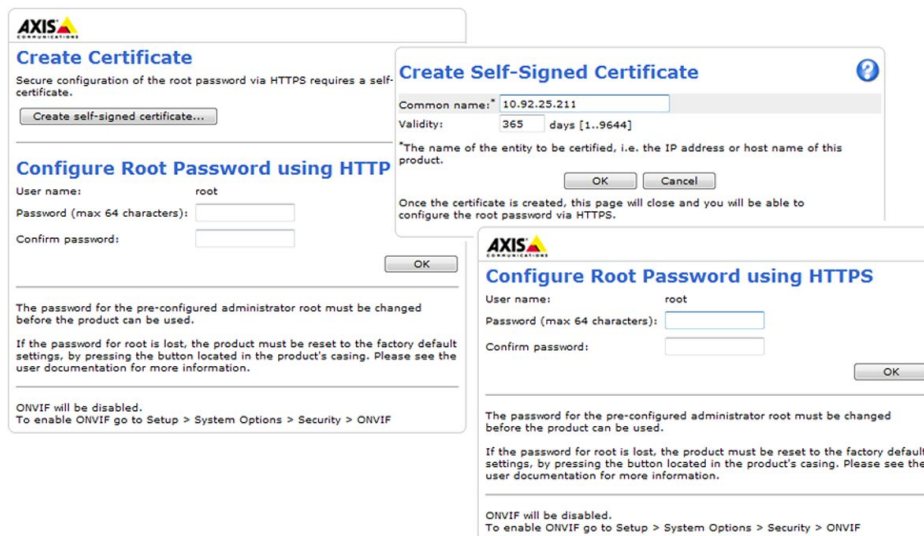 AXIS
COMMUNICATIONS
Create Certificate
Secure configuration of the root password via HTTPS requires a self-
certificate.
Create self-signed certificate...
Configure Root Password using HTTP
User name: root
Password (max 64 characters):
Confirm password:
OK
The password for the pre-configured administrator root must be changed
before the product can be used.
If the password for root is lost, the product must be reset to the factory default
settings, by pressing the button located in the product's casing. Please see the
user documentation for more information.
ONVIF will be disabled.
To enable ONVIF go to Setup > System Options > Security > ONVIF
Create Self-Signed Certificate
?
Common name:* 10.92.25.211
Validity: 365 days [1..9644]
*The name of the entity to be certified, i.e. the IP address or host name of this
product.
OK Cancel
Once the certificate is created, this page will close and you will be able to
configure the root password via HTTPS.
AXIS
COMMUNICATIONS
Configure Root Password using HTTPS
User name: root
Password (max 64 characters):
Confirm password:
OK
The password for the pre-configured administrator root must be changed
before the product can be used.
If the password for root is lost, the product must be reset to the factory default
settings, by pressing the button located in the product's casing. Please see the
user documentation for more information.
ONVIF will be disabled.
To enable ONVIF go to Setup > System Options > Security > ONVIF